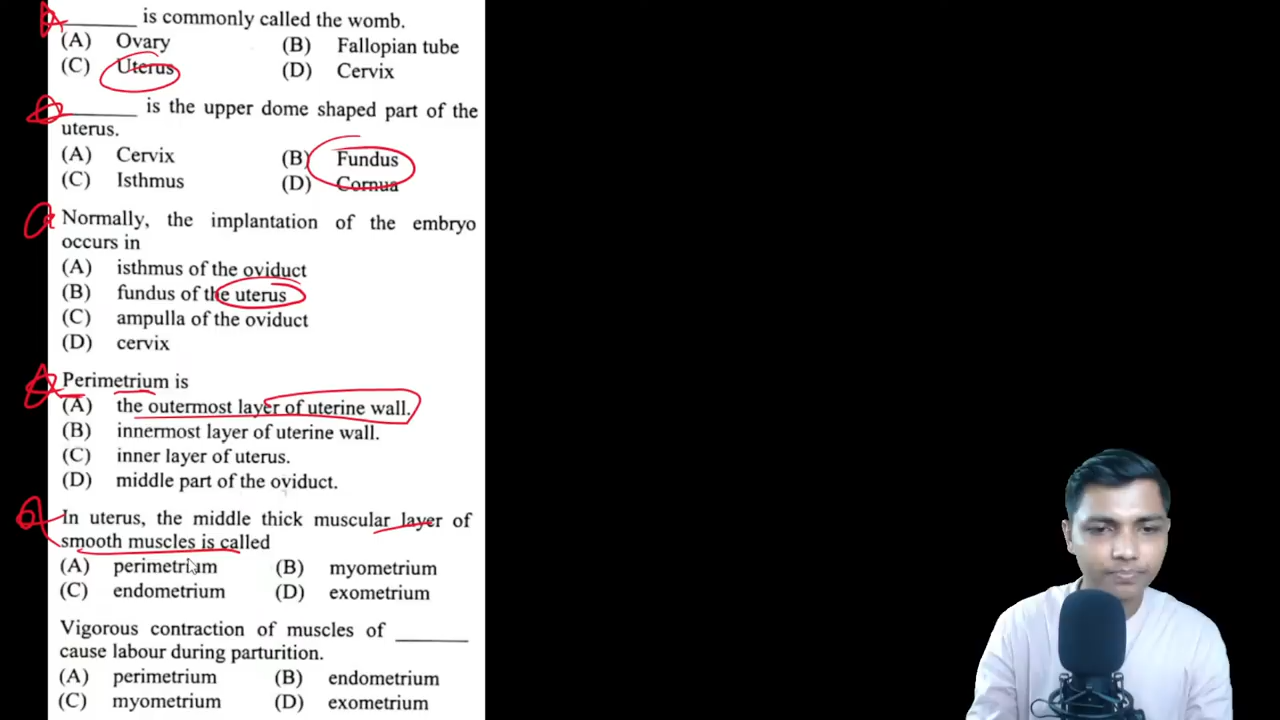 ______ is commonly called the womb.
(A) Ovary (B) Fallopian tube
(C) Uterus (D) Cervix
______ is the upper dome shaped part of the
uterus.
(A) Cervix (B) Fundus
(C) Isthmus (D) Cornua
Normally, the implantation of the embryo
occurs in
(A) isthmus of the oviduct
(B) fundus of the uterus
(C) ampulla of the oviduct
(D) cervix
Perimetrium is
(A) the outermost layer of uterine wall.
(B) innermost layer of uterine wall.
(C) inner layer of uterus.
(D) middle part of the oviduct.
In uterus, the middle thick muscular layer of
smooth muscles is called
(A) perimetrium (B) myometrium
(C) endometrium (D) exometrium
Vigorous contraction of muscles of ______
cause labour during parturition.
(A) perimetrium (B) endometrium
(C) myometrium (D) exometrium